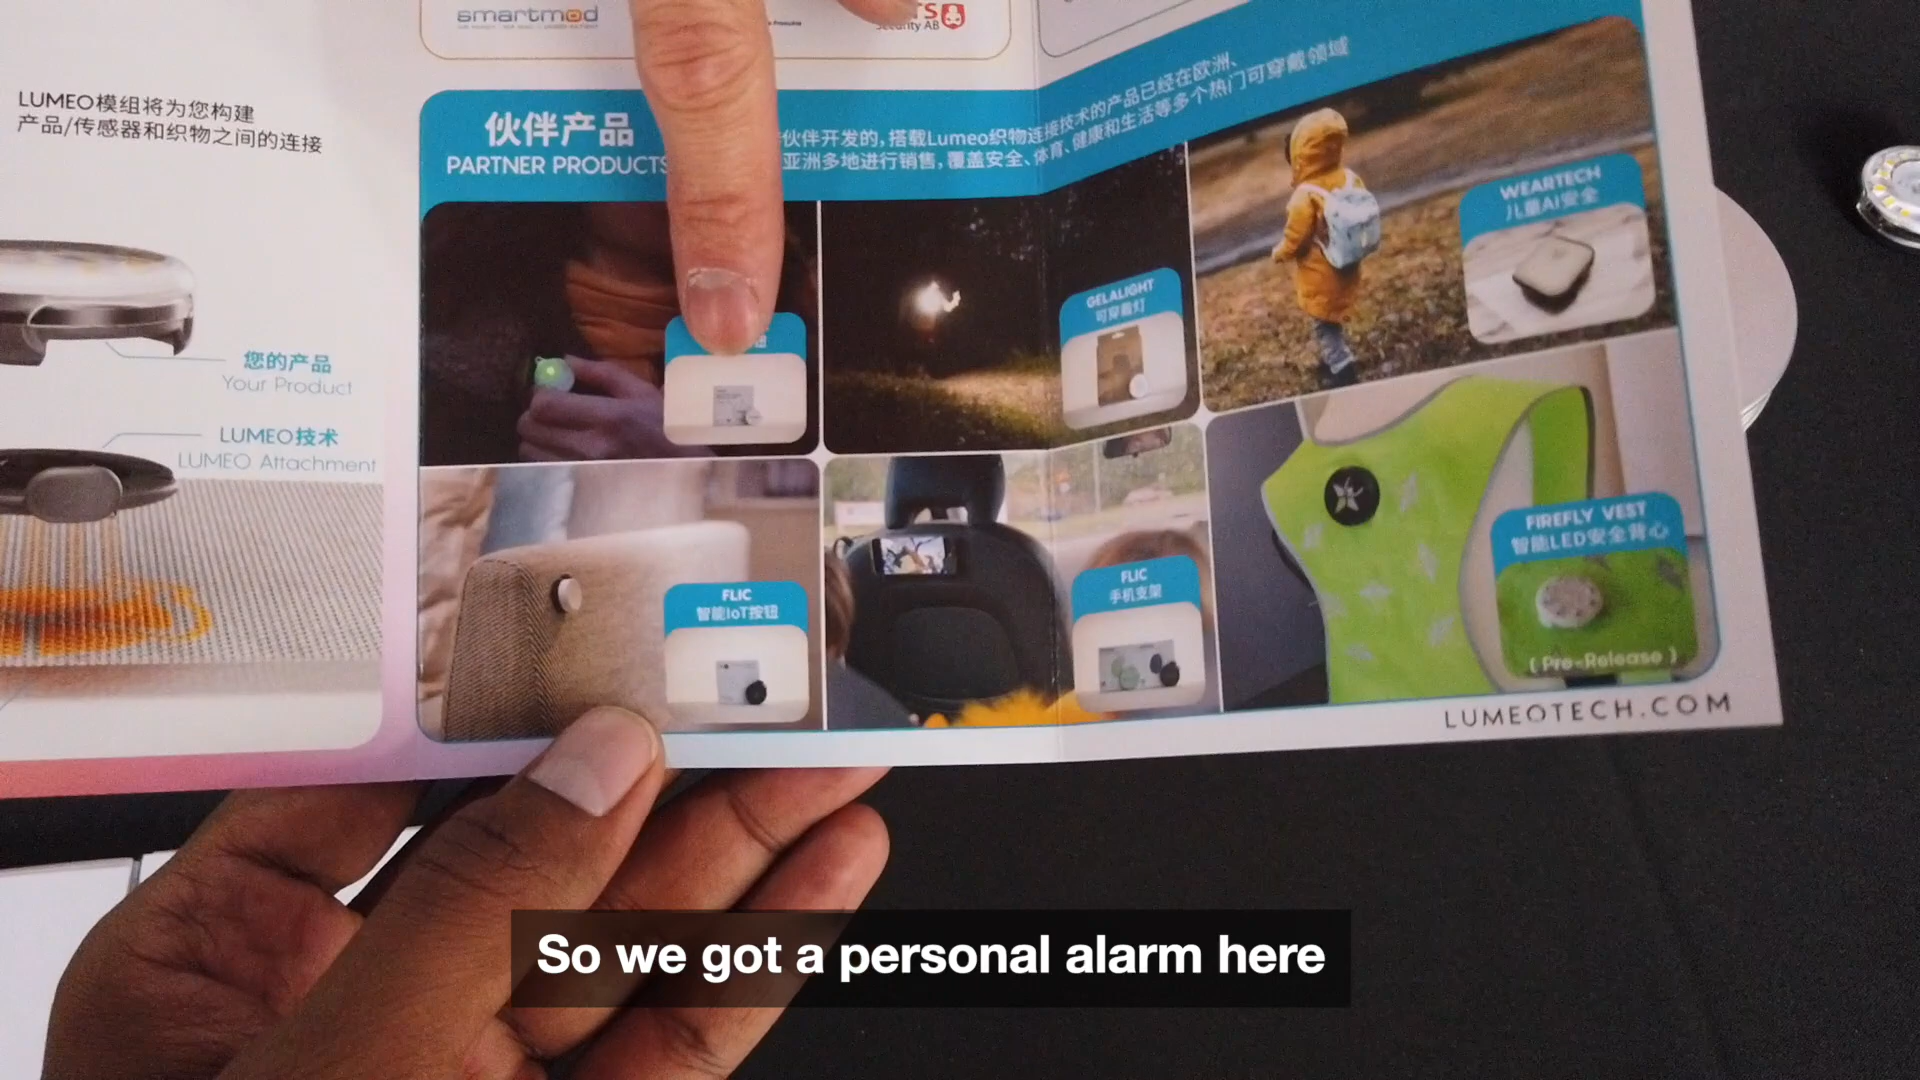 smartmod
Security AB
LUMEO模组将为您构建
产品/传感器和织物之间的连接
伙伴产品
PARTNER PRODUCTS
伙伴开发的,搭载Lumeo织物连接技术的产品已经在欧洲、
亚洲多地进行销售,覆盖安全、体育、健康和生活等多个热门可穿戴领域
WEARTECH
儿童AI安全
GELALIGHT
可穿戴灯
钮
您的产品
Your Product
LUMEO技术
LUMEO Attachment
FLIC
智能IoT按钮
FLIC
手机支架
FIREFLY VEST
智能LED安全背心
( Pre-Release )
LUMEOTECH.COM
So we got a personal alarm here